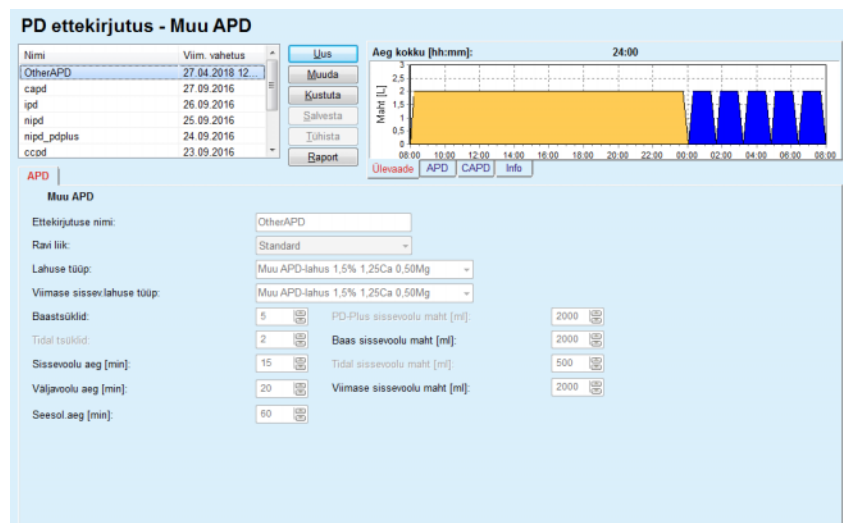 PD ettekirjutus - Muu APD
Nimi Viim. vahetus
OtherAPD 27.04.2018 12...
capd 27.09.2016
ipd 26.09.2016
nipd 25.09.2016
nipd_pdplus 24.09.2016
ccpd 23.09.2016
Uus
Muuda
Kustuta
Salvesta
Tühista
Raport
Aeg kokku [hh:mm]: 24:00
Maht [L]
3
2,5
2
1,5
1
0,5
0
08:00 10:00 12:00 14:00 16:00 18:00 20:00 22:00 00:00 02:00 04:00 06:00 08:00
Ülevaade APD CAPD Info
APD
Muu APD
Ettekirjutuse nimi: OtherAPD
Ravi liik: Standard
Lahuse tüüp: Muu APD-lahus 1,5% 1,25Ca 0,50Mg
Viimase sissev.lahuse tüüp: Muu APD-lahus 1,5% 1,25Ca 0,50Mg
Baastsüklid: 5 PD-Plus sissevoolu maht [ml]: 2000
Tidal tsüklid: 2 Baas sissevoolu maht [ml]: 2000
Sissevoolu aeg [min]: 15 Tidal sissevoolu maht [ml]: 500
Väljavoolu aeg [min]: 20 Viimase sissevoolu maht [ml]: 2000
Seesol.aeg [min]: 60